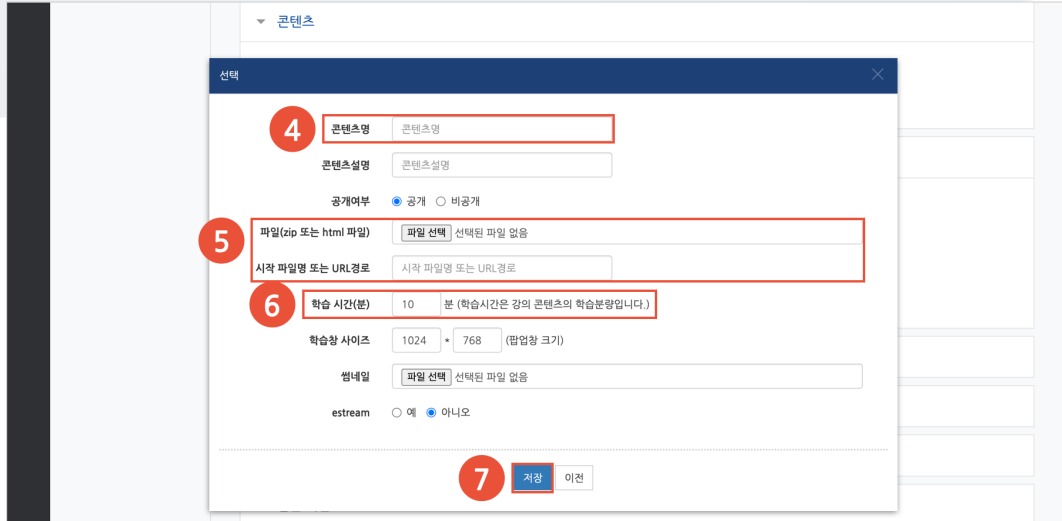 콘텐츠
선택
4 콘텐츠명 콘텐츠명
콘텐츠설명 콘텐츠설명
공개여부 공개 비공개
5 파일(zip 또는 html 파일) 파일 선택 선택된 파일 없음
시작 파일명 또는 URL경로 시작 파일명 또는 URL경로
6 학습 시간(분) 10 분 (학습시간은 강의 콘텐츠의 학습분량입니다.)
학습창 사이즈 1024 * 768 (팝업창 크기)
썸네일 파일 선택 선택된 파일 없음
estream 예 아니오
7 저장 이전